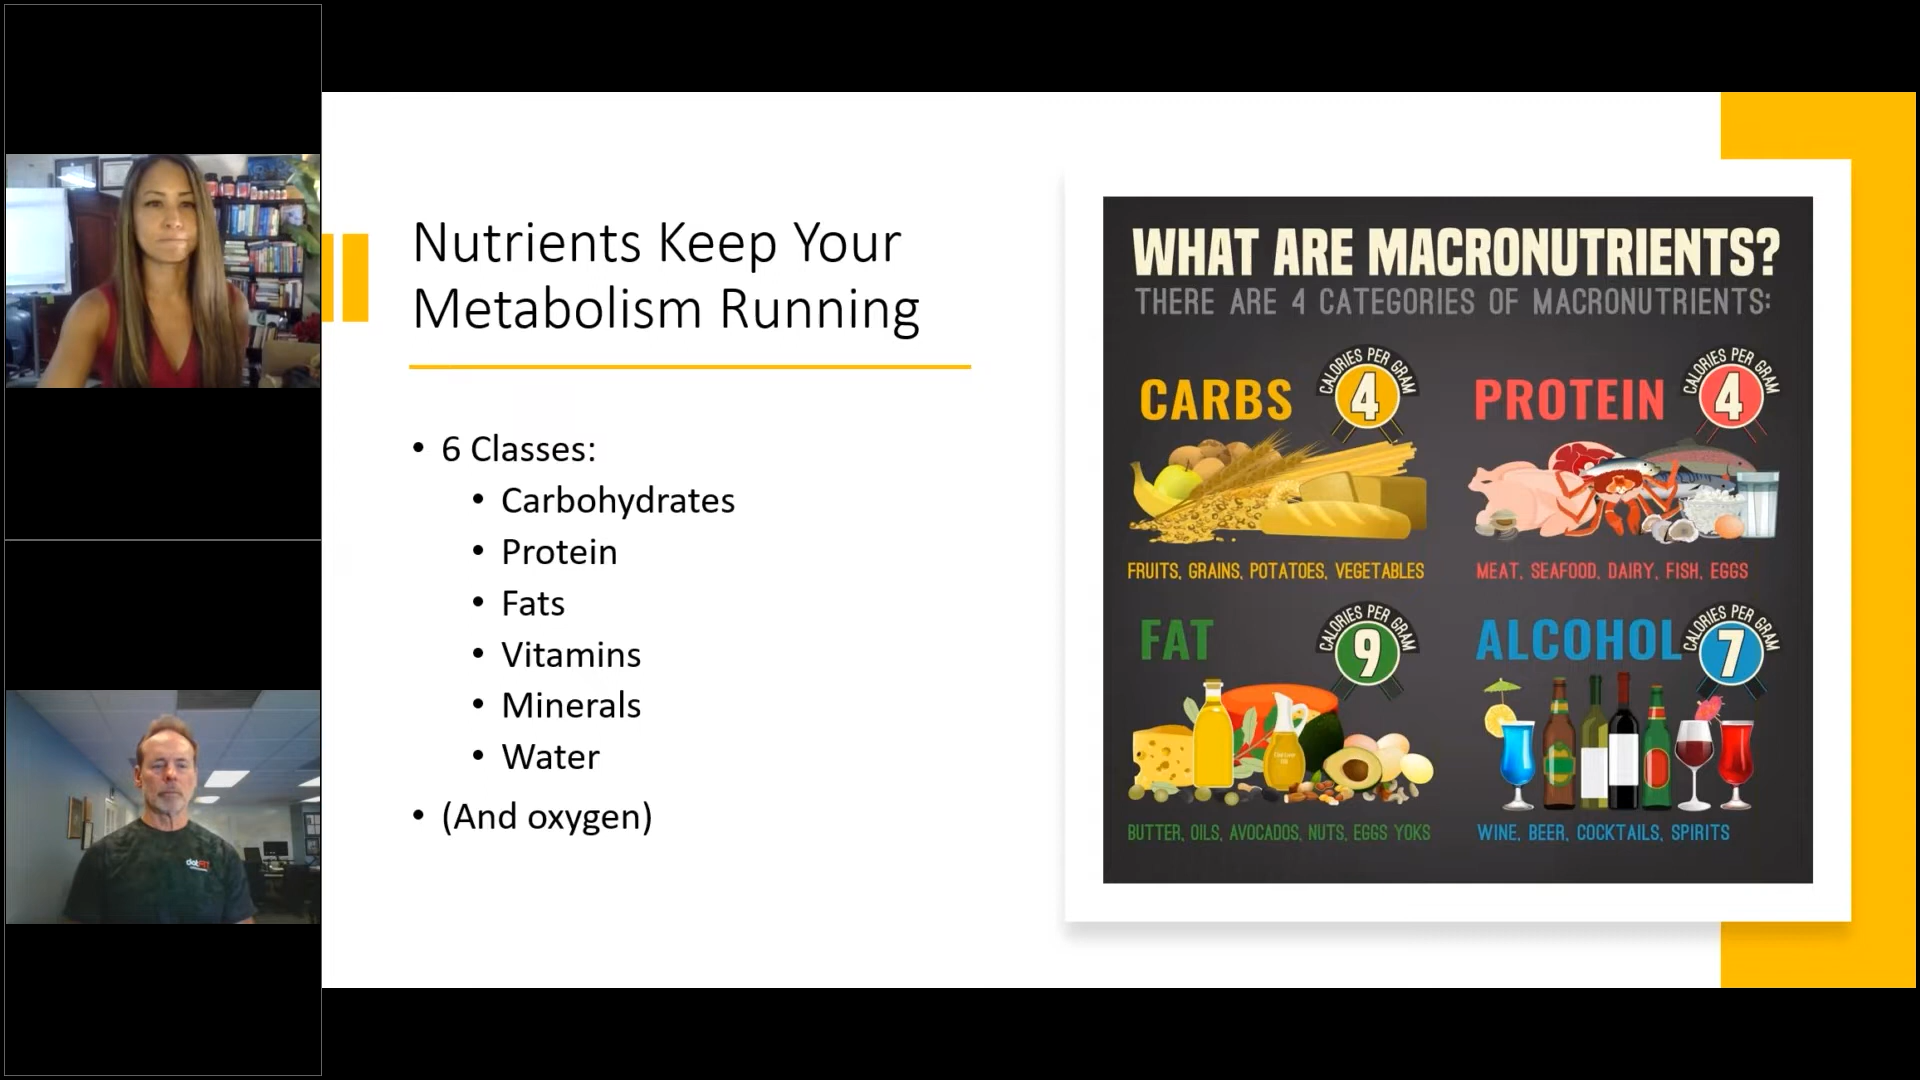 Nutrients Keep Your
Metabolism Running
• 6 Classes:
• Carbohydrates
• Protein
• Fats
• Vitamins
• Minerals
• Water
• (And oxygen)
WHAT ARE MACRONUTRIENTS?
THERE ARE 4 CATEGORIES OF MACRONUTRIENTS:
CARBS
CALORIES PER GRAM
4
FRUITS, GRAINS, POTATOES, VEGETABLES
PROTEIN
CALORIES PER GRAM
4
MEAT, SEAFOOD, DAIRY, FISH, EGGS
FAT
CALORIES PER GRAM
9
BUTTER, OILS, AVOCADOS, NUTS, EGGS YOKS
ALCOHOL
CALORIES PER GRAM
7
WINE, BEER, COCKTAILS, SPIRITS